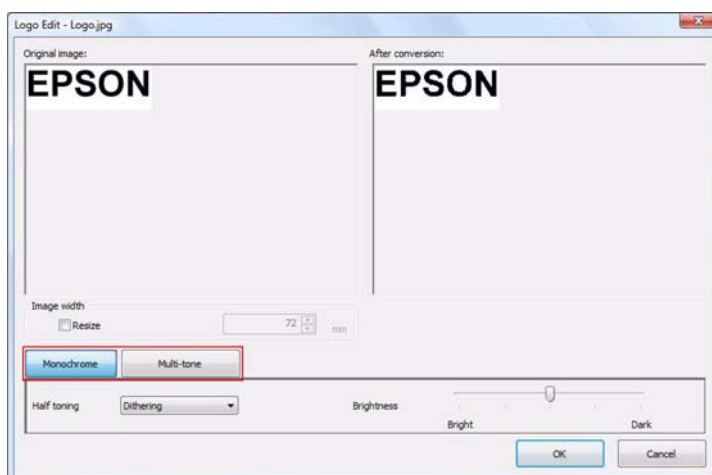 Logo Edit - Logo.jpg
Original image:
After conversion:
EPSON
EPSON
Image width
Resize
72
mm
Monochrome
Multi-tone
Half toning
Dithering
Brightness
Bright
Dark
OK
Cancel